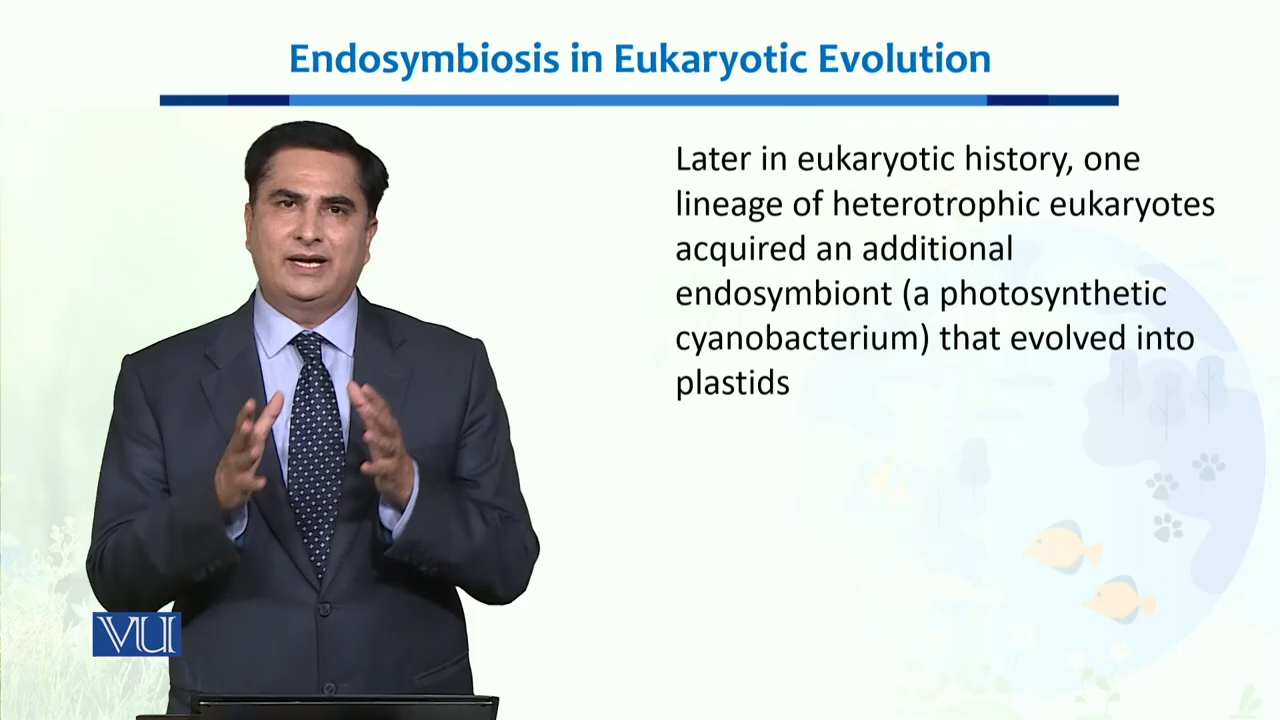 Endosymbiosis in Eukaryotic Evolution
Later in eukaryotic history, one
lineage of heterotrophic eukaryotes
acquired an additional
endosymbiont (a photosynthetic
cyanobacterium) that evolved into
plastids
VU